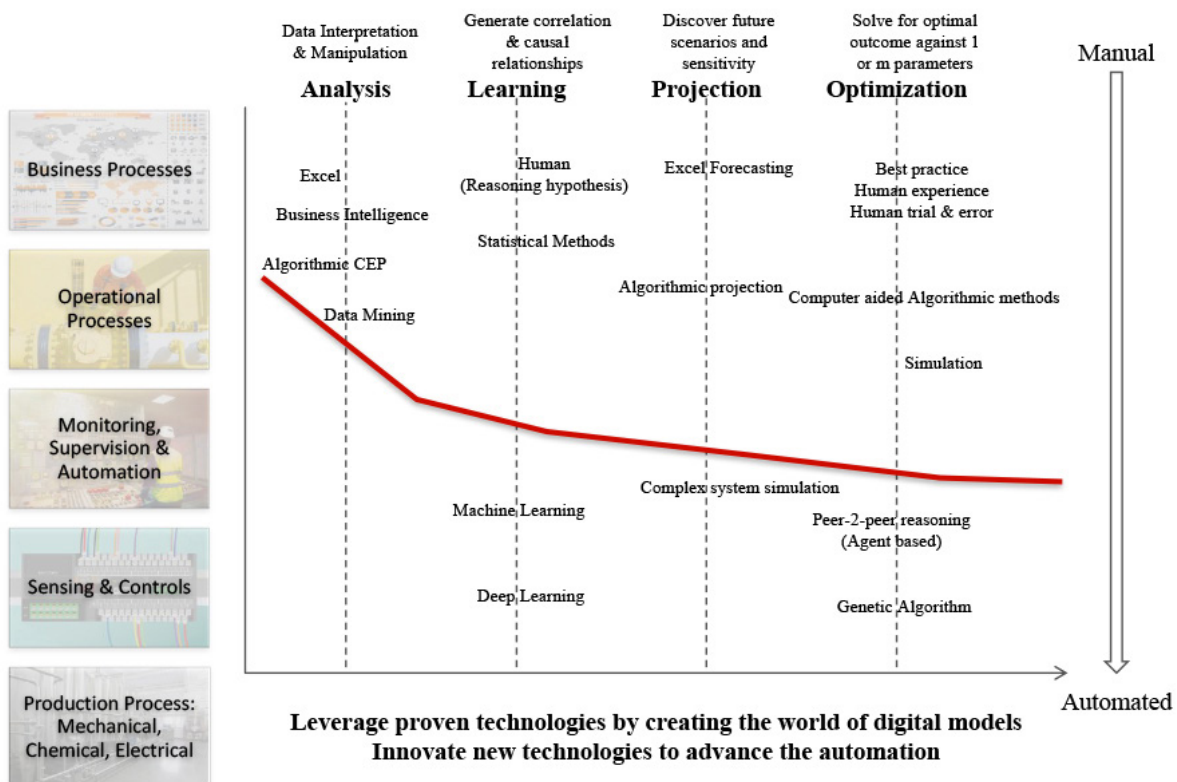 Data Interpretation
& Manipulation
Analysis
Generate correlation
& causal
relationships
Learning
Discover future
scenarios and
sensitivity
Projection
Solve for optimal
outcome against 1
or m parameters
Optimization
Manual
Business Processes
Operational
Processes
Monitoring,
Supervision &
Automation
Sensing & Controls
Production Process:
Mechanical,
Chemical, Electrical
Excel
Business Intelligence
Algorithmic CEP
Data Mining
Human
(Reasoning hypothesis)
Statistical Methods
Machine Learning
Deep Learning
Excel Forecasting
Algorithmic projection
Complex system simulation
Best practice
Human experience
Human trial & error
Computer aided Algorithmic methods
Simulation
Peer-2-peer reasoning
(Agent based)
Genetic Algorithm
Automated
Leverage proven technologies by creating the world of digital models
Innovate new technologies to advance the automation